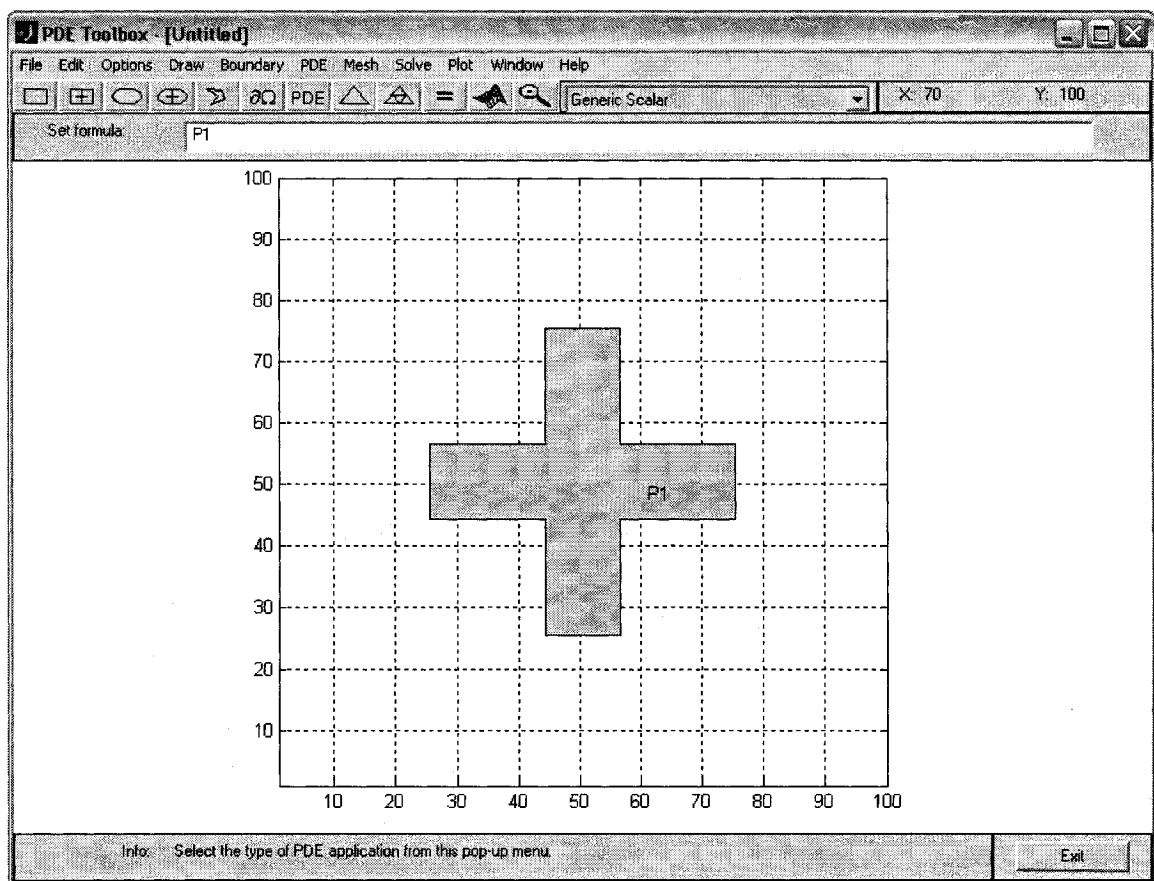 PDE Toolbox - [Untitled]
File Edit Options Draw Boundary PDE Mesh Solve Plot Window Help
∂Ω PDE = Generic Scalar X: 70 Y: 100
Set formula: P1
100
90
80
70
60
50
40
30
20
10
P1
10 20 30 40 50 60 70 80 90 100
Info: Select the type of PDE application from this pop-up menu. Exit